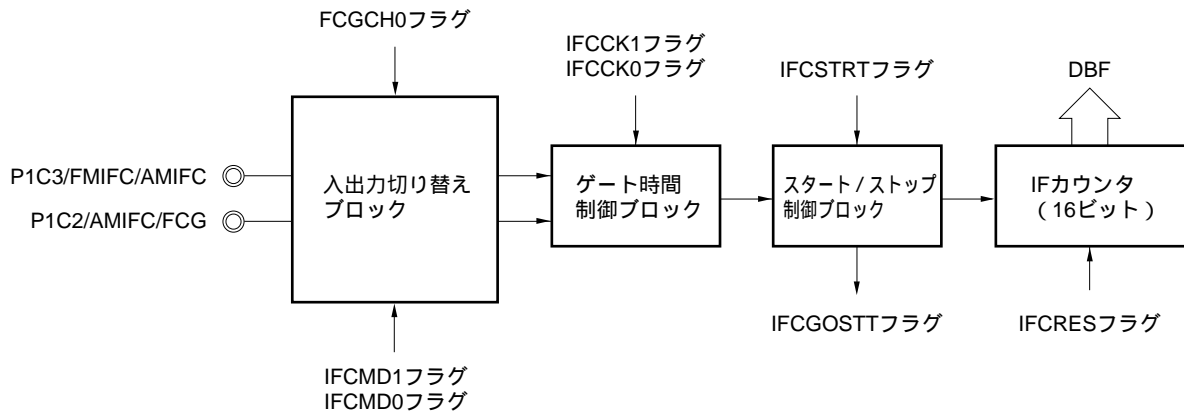 FCGCH0フラグ
IFCCK1フラグ
IFCCK0フラグ
IFCSTRTフラグ
DBF
P1C3/FMIFC/AMIFC
P1C2/AMIFC/FCG
入出力切り替え
ブロック
ゲート時間
制御ブロック
スタート/ストップ
制御ブロック
IFカウンタ
(16ビット)
IFCGOSTTフラグ
IFCRESフラグ
IFCMD1フラグ
IFCMD0フラグ